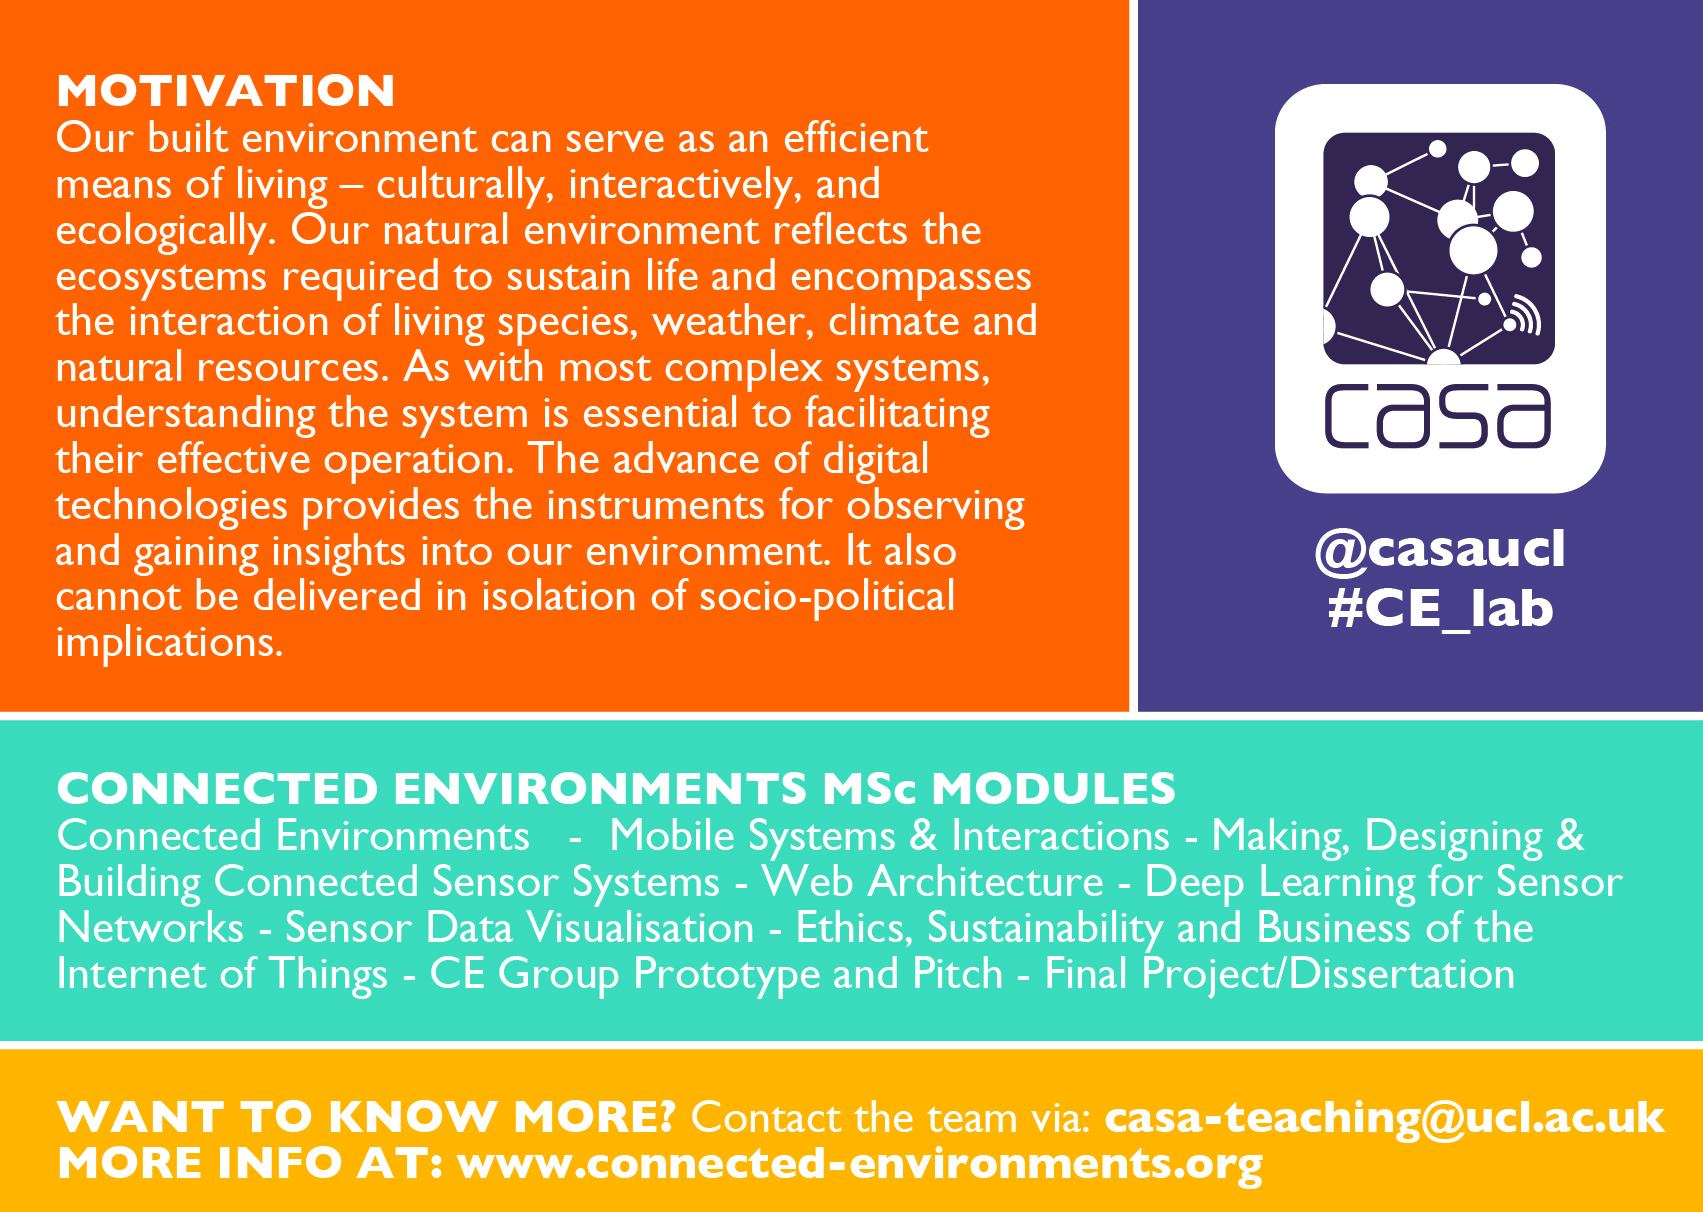 MOTIVATION
Our built environment can serve as an efficient
means of living – culturally, interactively, and
ecologically. Our natural environment reflects the
ecosystems required to sustain life and encompasses
the interaction of living species, weather, climate and
natural resources. As with most complex systems,
understanding the system is essential to facilitating
their effective operation. The advance of digital
technologies provides the instruments for observing
and gaining insights into our environment. It also
cannot be delivered in isolation of socio-political
implications.
casa
@casaucl
#CE_lab
CONNECTED ENVIRONMENTS MSc MODULES
Connected Environments - Mobile Systems & Interactions - Making, Designing &
Building Connected Sensor Systems - Web Architecture - Deep Learning for Sensor
Networks - Sensor Data Visualisation - Ethics, Sustainability and Business of the
Internet of Things - CE Group Prototype and Pitch - Final Project/Dissertation
WANT TO KNOW MORE? Contact the team via: casa-teaching@ucl.ac.uk
MORE INFO AT: www.connected-environments.org